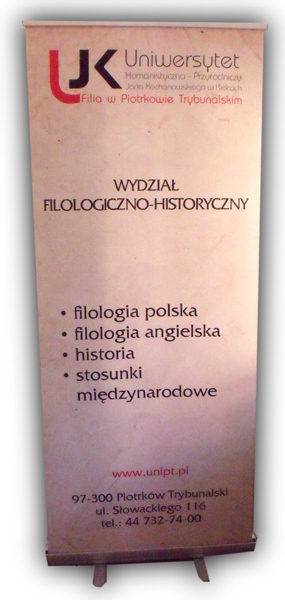 UJK Uniwersytet
Humanistyczno - Przyrodniczy
Jana Kochanowskiego w Kielcach
Filia w Piotrkowie Trybunalskim
WYDZIAŁ
FILOLOGICZNO-HISTORYCZNY
• filologia polska
• filologia angielska
• historia
• stosunki
międzynarodowe
www.unipt.pl
97-300 Piotrków Trybunalski
ul. Słowackiego 116
tel.: 44 732-74-00